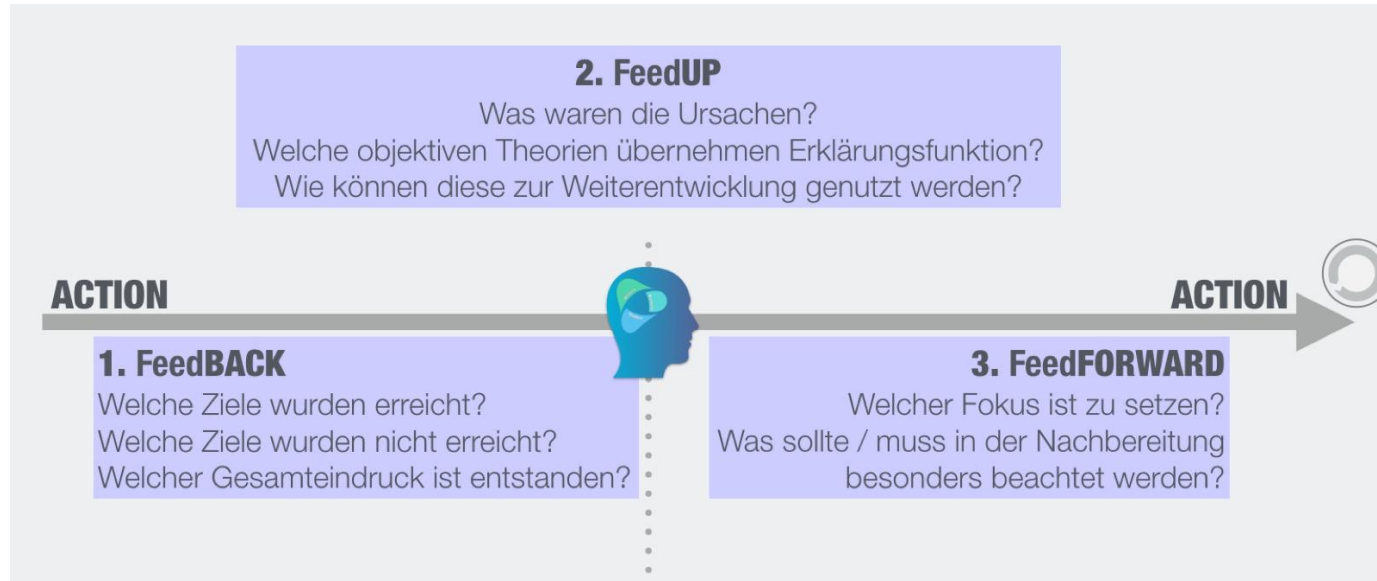 2. FeedUP
Was waren die Ursachen?
Welche objektiven Theorien übernehmen Erklärungsfunktion?
Wie können diese zur Weiterentwicklung genutzt werden?
ACTION
ACTION
1. FeedBACK
Welche Ziele wurden erreicht?
Welche Ziele wurden nicht erreicht?
Welcher Gesamteindruck ist entstanden?
3. FeedFORWARD
Welcher Fokus ist zu setzen?
Was sollte / muss in der Nachbereitung
besonders beachtet werden?